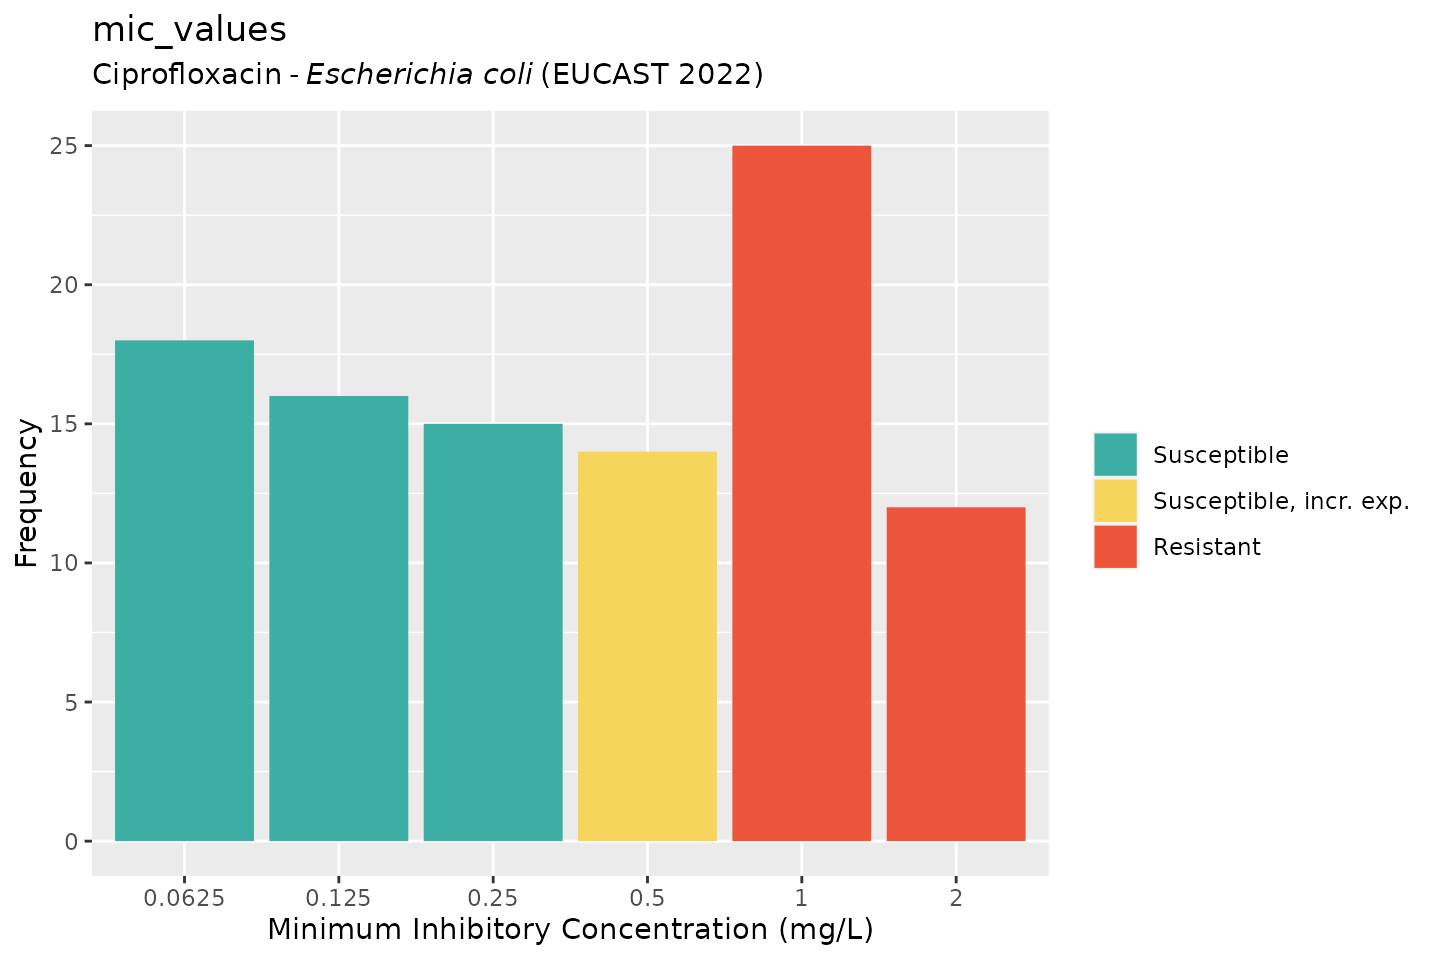 mic_values
Ciprofloxacin - Escherichia coli (EUCAST 2022)
Frequency
25
20
15
10
5
0
0.0625 0.125 0.25 0.5 1 2
Minimum Inhibitory Concentration (mg/L)
Susceptible
Susceptible, incr. exp.
Resistant